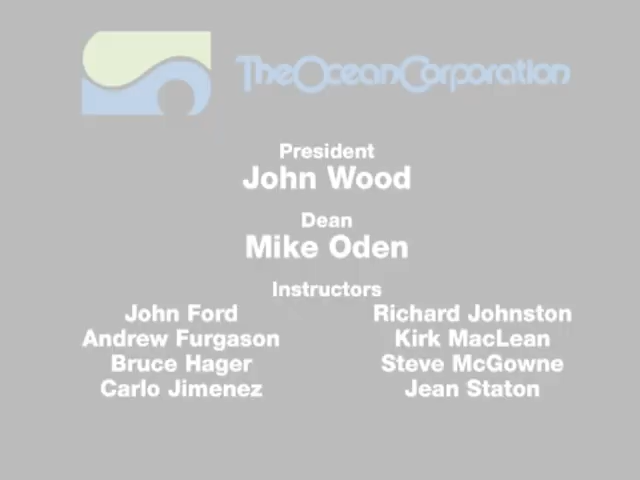 TheOceanCorporation
President
John Wood
Dean
Mike Oden
Instructors
John Ford
Andrew Furgason
Bruce Hager
Carlo Jimenez
Richard Johnston
Kirk MacLean
Steve McGowne
Jean Staton